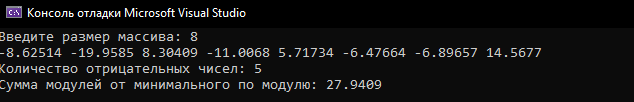 Консоль отладки Microsoft Visual Studio
Введите размер массива: 8
-8.62514 -19.9585 8.30409 -11.0068 5.71734 -6.47664 -6.89657 14.5677
Количество отрицательных чисел: 5
Сумма модулей от минимального по модулю: 27.9409